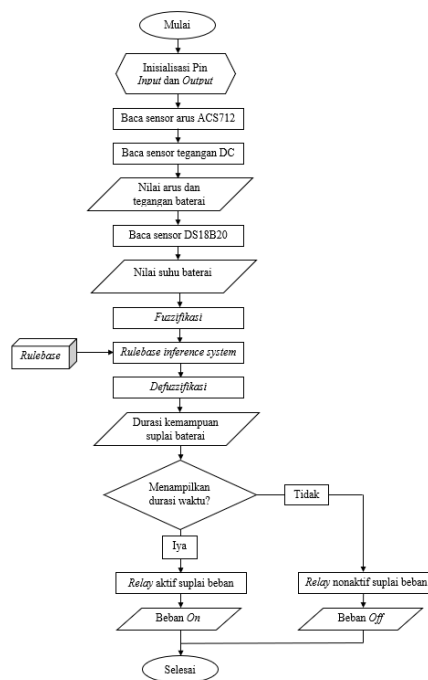 Mulai
Inisialisasi Pin
Input dan Output
Baca sensor arus ACS712
Baca sensor tegangan DC
Nilai arus dan
tegangan baterai
Baca sensor DS18B20
Nilai suhu baterai
Fuzzifikasi
Rulebase
Rulebase inference system
Defuzzifikasi
Durasi kemampuan
suplai baterai
Menampilkan
durasi waktu?
Tidak
Iya
Relay aktif suplai beban
Relay nonaktif suplai beban
Beban On
Beban Off
Selesai